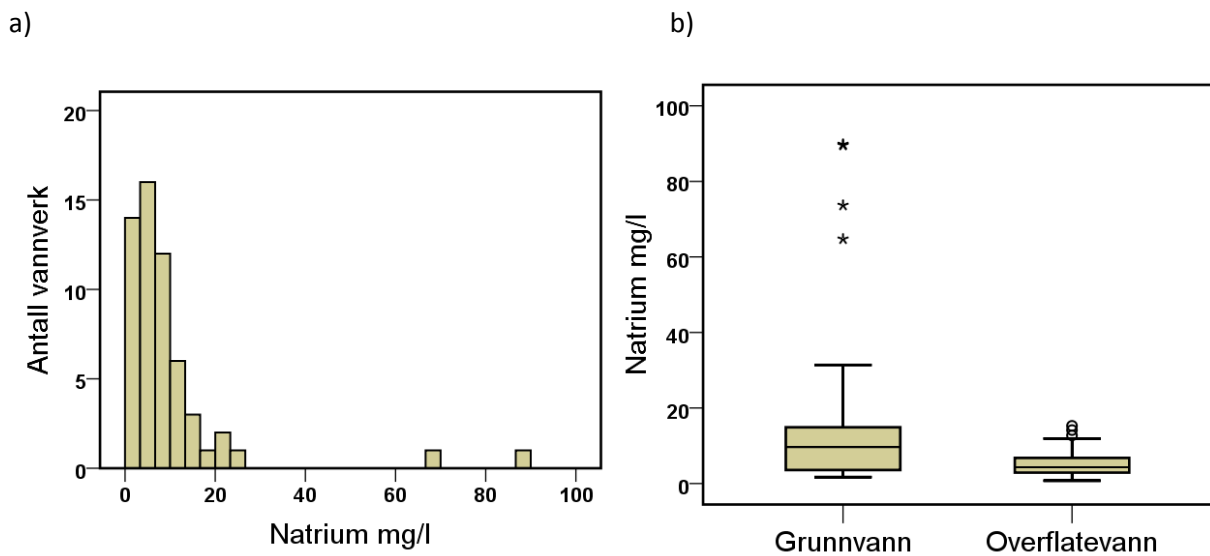 a)
20
15
10
5
0
Antall vannverk
0 20 40 60 80 100
Natrium mg/l
b)
100
80
60
40
20
0
Natrium mg/l
Grunnvann Overflatevann